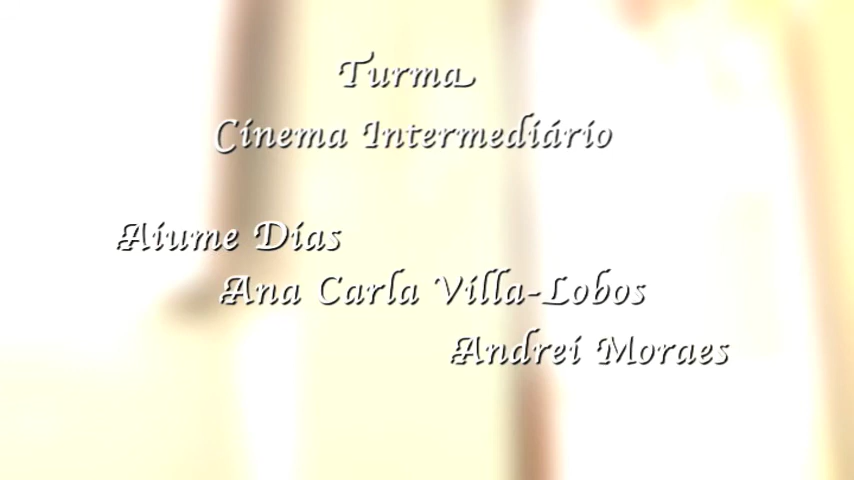 Turma
Cinema Intermediário
Aiume Dias
Ana Carla Villa-Lobos
Andrei Moraes